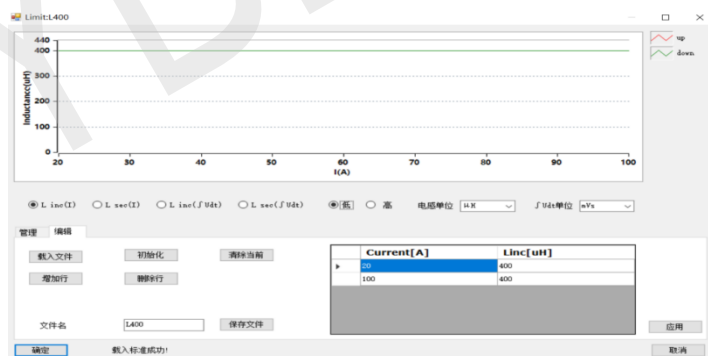 Limit:L400
440
400
300
200
100
0
Inductance(uH)
20 30 40 50 60 70 80 90 100
I(A)
up
down
L inc(I) L sec(I) L inc(∫Udt) L sec(∫Udt) 低 高 电感单位 μH ∫Udt单位 mVs
管理 编辑
载入文件 初始化 清除当前
增加行 删除行
Current[A] Linc[uH]
20 400
100 400
文件名 L400 保存文件
应用
确定 载入标准成功! 取消